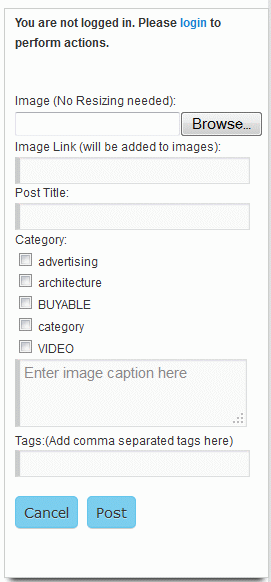 You are not logged in. Please login to
perform actions.
Image (No Resizing needed):
Browse...
Image Link (will be added to images):
Post Title:
Category:
advertising
architecture
BUYABLE
category
VIDEO
Enter image caption here
Tags:(Add comma separated tags here)
Cancel Post